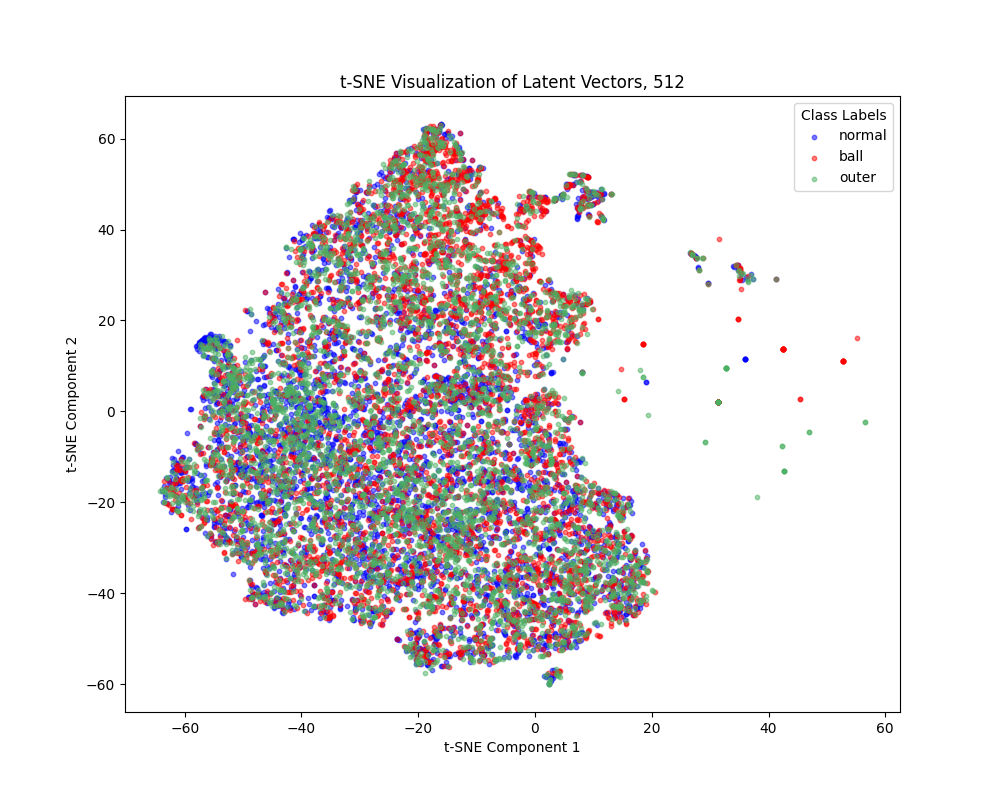 t-SNE Visualization of Latent Vectors, 512
Class Labels
normal
ball
outer
60
40
20
0
−20
−40
−60
t-SNE Component 2
−60
−40
−20
0
20
40
60
t-SNE Component 1